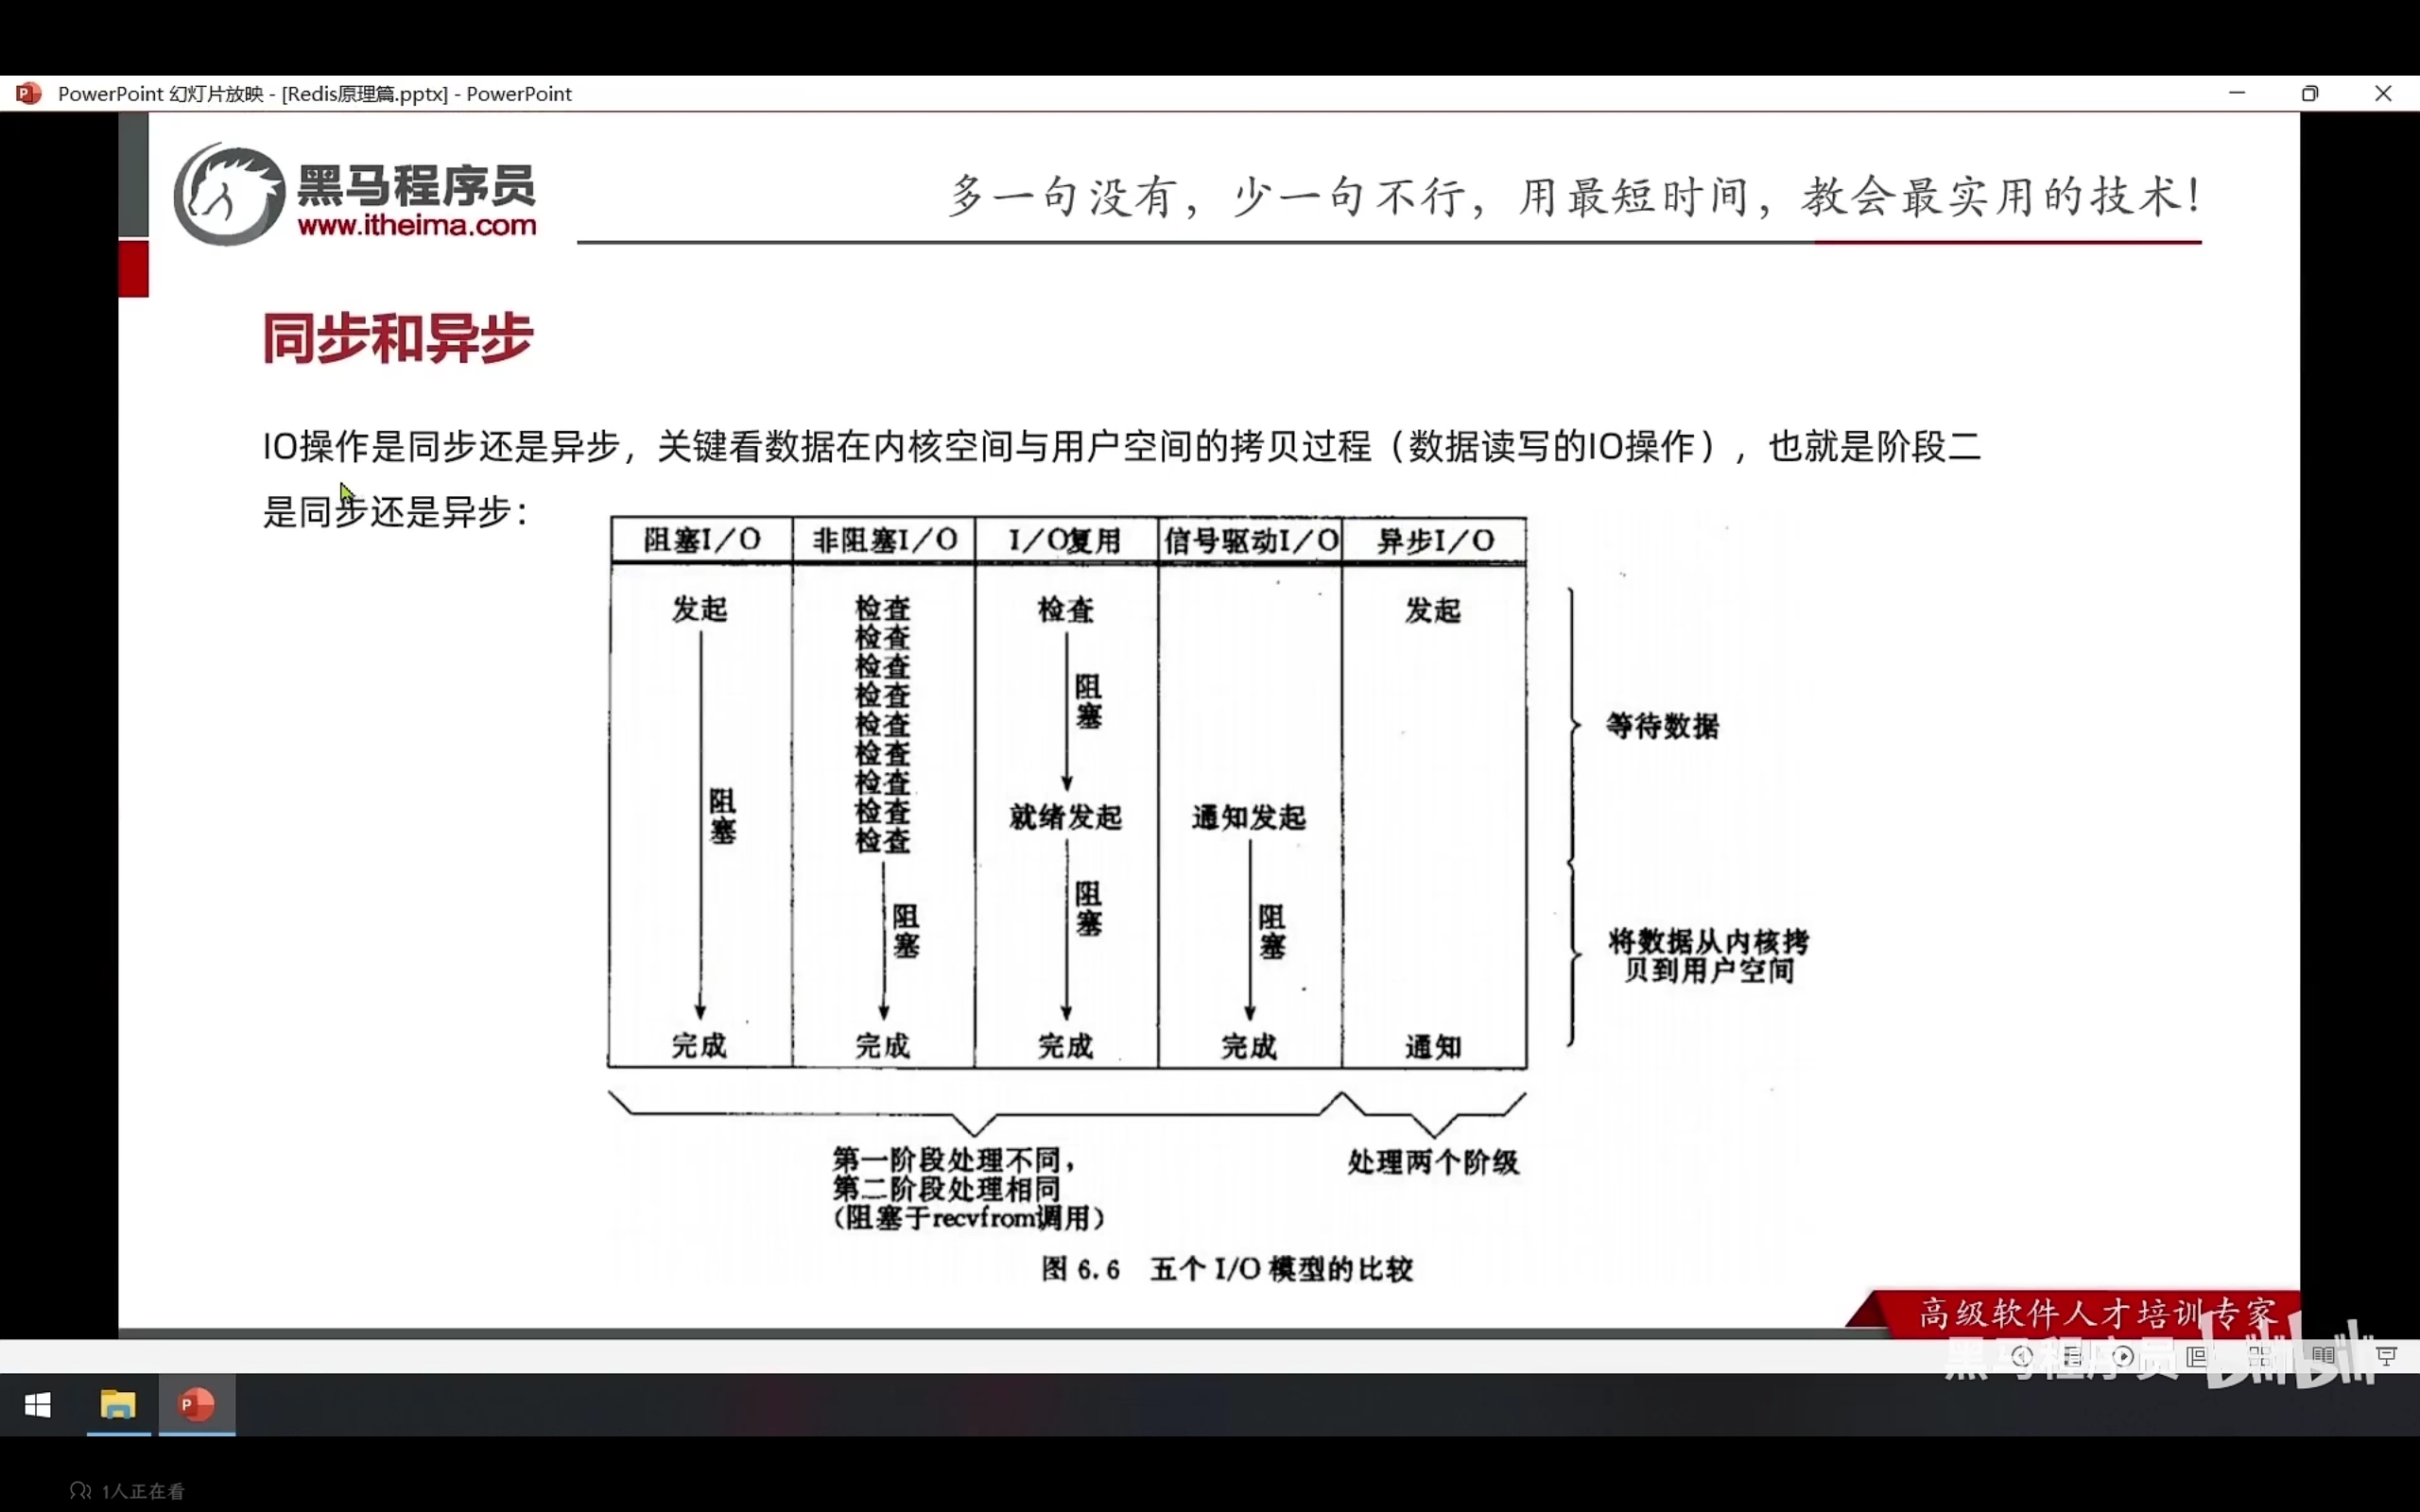 PowerPoint 幻灯片放映 - [Redis原理篇.pptx] - PowerPoint
黑马程序员
www.itheima.com
多一句没有，少一句不行，用最短时间，教会最实用的技术！
同步和异步
IO操作是同步还是异步，关键看数据在内核空间与用户空间的拷贝过程（数据读写的IO操作），也就是阶段二
是同步还是异步：
阻塞I/O 非阻塞I/O I/O复用 信号驱动I/O 异步I/O
发起 检查 检查 发起
检查
检查
检查
检查
检查
检查
检查
检查
阻塞
阻塞
等待数据
就绪发起 通知发起
阻塞
阻塞
阻塞
将数据从内核拷
贝到用户空间
完成 完成 完成 完成 通知
第一阶段处理不同，
第二阶段处理相同
（阻塞于recvfrom调用）
处理两个阶级
图 6.6 五个 I/O 模型的比较
高级软件人才培训专家
黑马程序员 bilibili
1人正在看